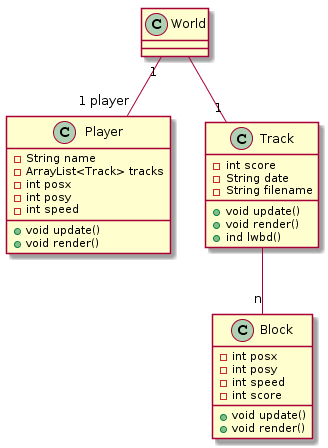 C World
1
1 player
1
C Player
String name
ArrayList<Track> tracks
int posx
int posy
int speed
void update()
void render()
C Track
int score
String date
String filename
void update()
void render()
ind lwbd()
n
C Block
int posx
int posy
int speed
int score
void update()
void render()